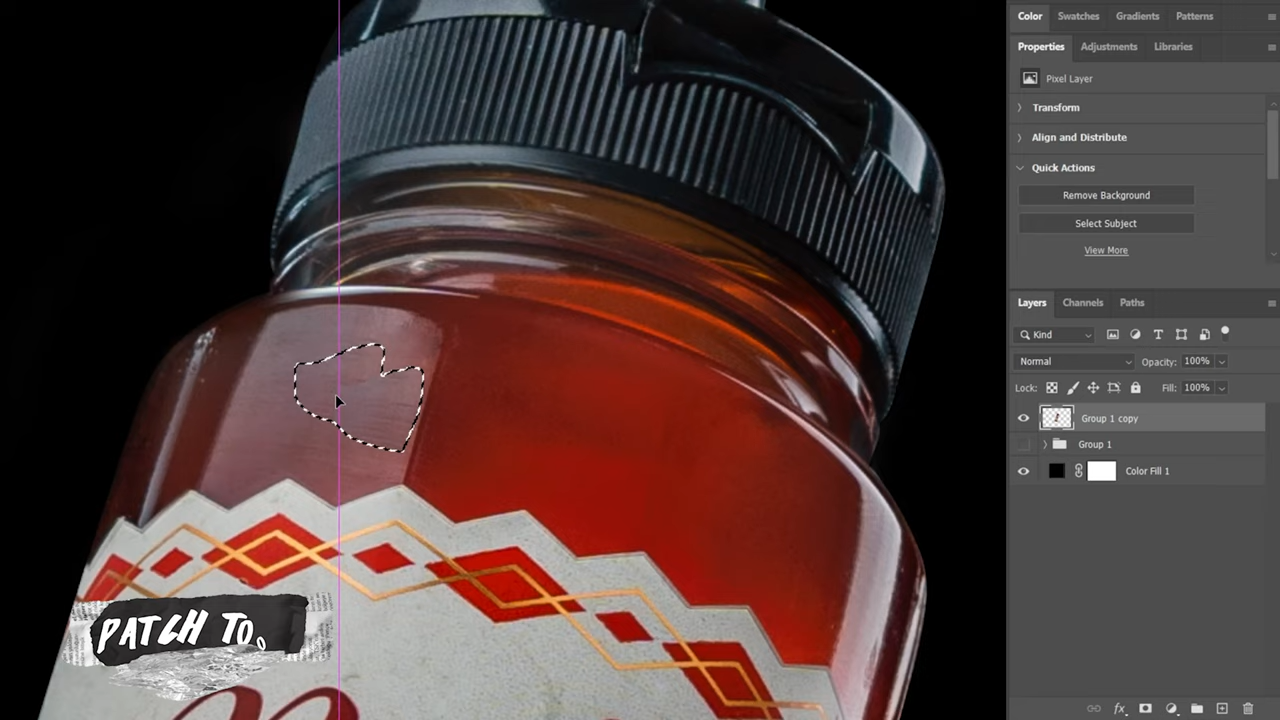 Color Swatches Gradients Patterns
Properties Adjustments Libraries
Pixel Layer
Transform
Align and Distribute
Quick Actions
Remove Background
Select Subject
View More
Layers Channels Paths
Kind
Normal Opacity: 100%
Lock: Fill: 100%
Group 1 copy
Group 1
Color Fill 1
fx
PATCH TO